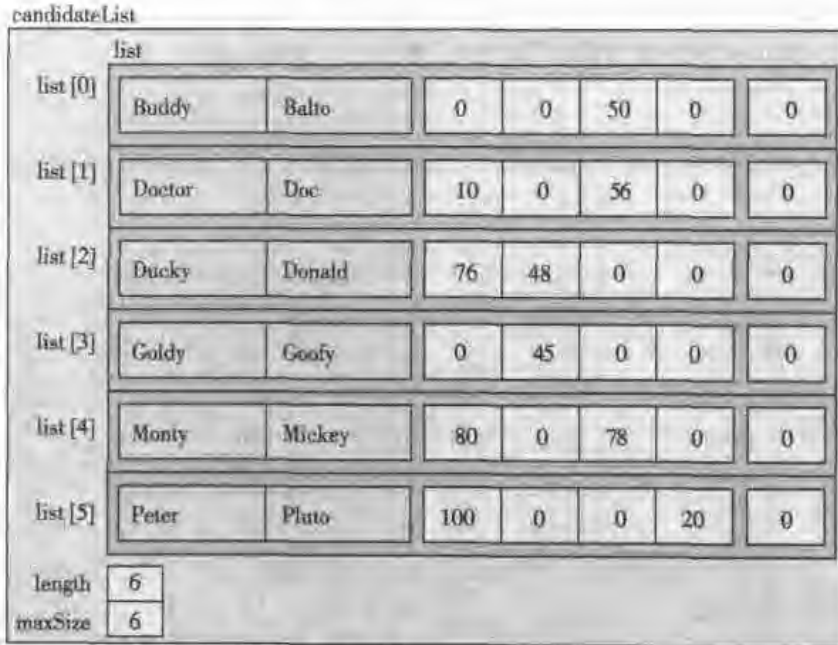 candidateList
list
list [0] Buddy Balto 0 0 50 0 0
list [1] Doctor Doc 10 0 56 0 0
list [2] Ducky Donald 76 48 0 0 0
list [3] Goldy Goofy 0 45 0 0 0
list [4] Monty Mickey 80 0 78 0 0
list [5] Peter Pluto 100 0 0 20 0
length 6
maxSize 6